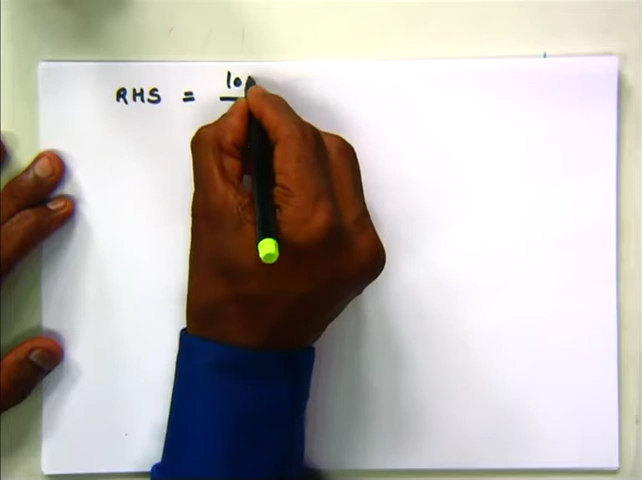 RHS = lo